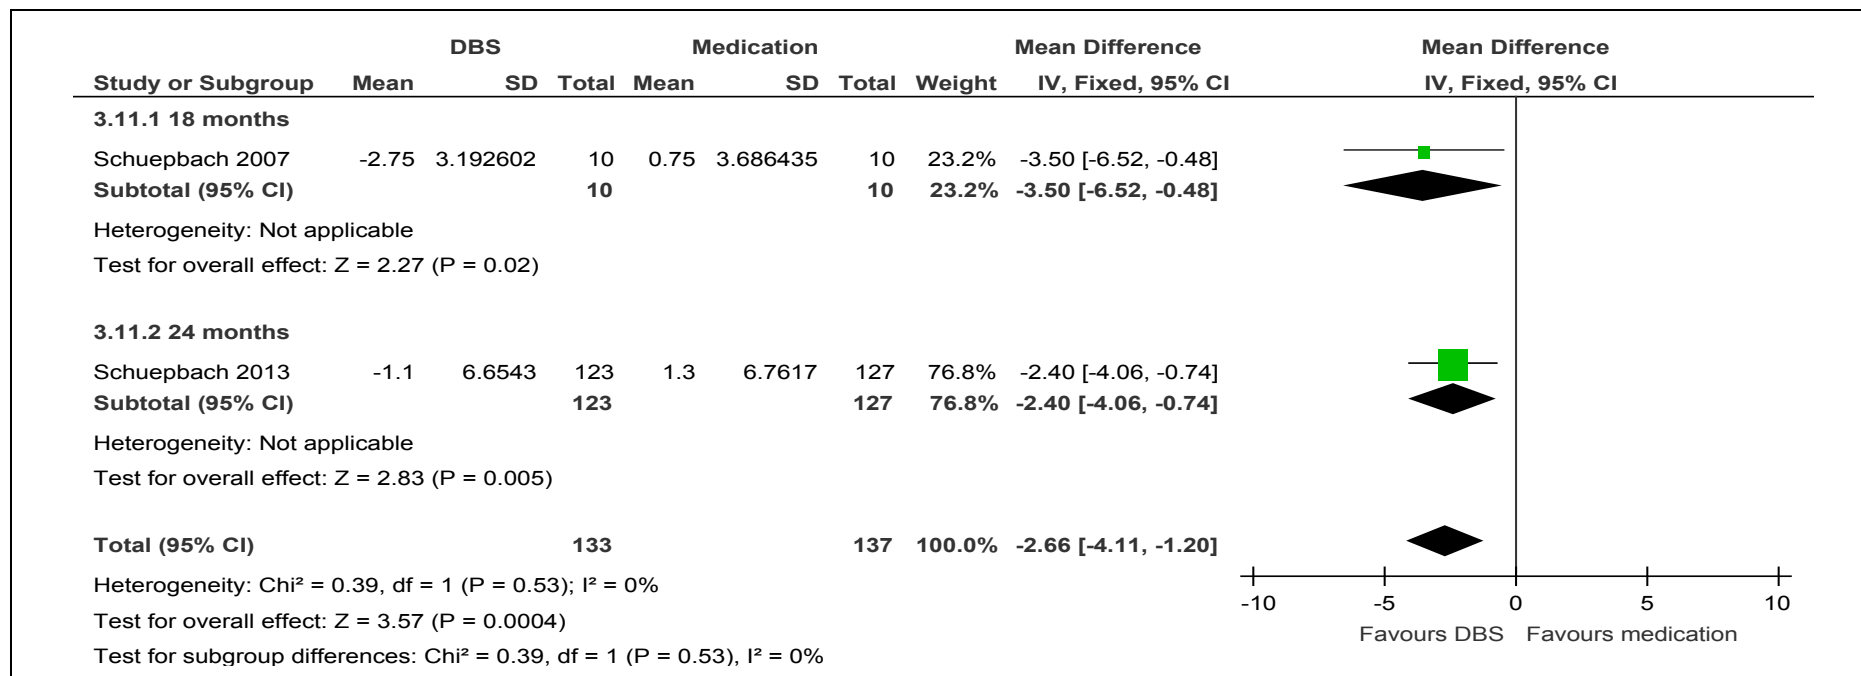 DBS Medication Mean Difference Mean Difference
Study or Subgroup Mean SD Total Mean SD Total Weight IV, Fixed, 95% CI IV, Fixed, 95% CI
3.11.1 18 months
Schuepbach 2007 -2.75 3.192602 10 0.75 3.686435 10 23.2% -3.50 [-6.52, -0.48]
Subtotal (95% CI) 10 10 23.2% -3.50 [-6.52, -0.48]
Heterogeneity: Not applicable
Test for overall effect: Z = 2.27 (P = 0.02)
3.11.2 24 months
Schuepbach 2013 -1.1 6.6543 123 1.3 6.7617 127 76.8% -2.40 [-4.06, -0.74]
Subtotal (95% CI) 123 127 76.8% -2.40 [-4.06, -0.74]
Heterogeneity: Not applicable
Test for overall effect: Z = 2.83 (P = 0.005)
Total (95% CI) 133 137 100.0% -2.66 [-4.11, -1.20]
Heterogeneity: Chi² = 0.39, df = 1 (P = 0.53); I² = 0%
Test for overall effect: Z = 3.57 (P = 0.0004)
Test for subgroup differences: Chi² = 0.39, df = 1 (P = 0.53), I² = 0%
-10 -5 0 5 10
Favours DBS Favours medication